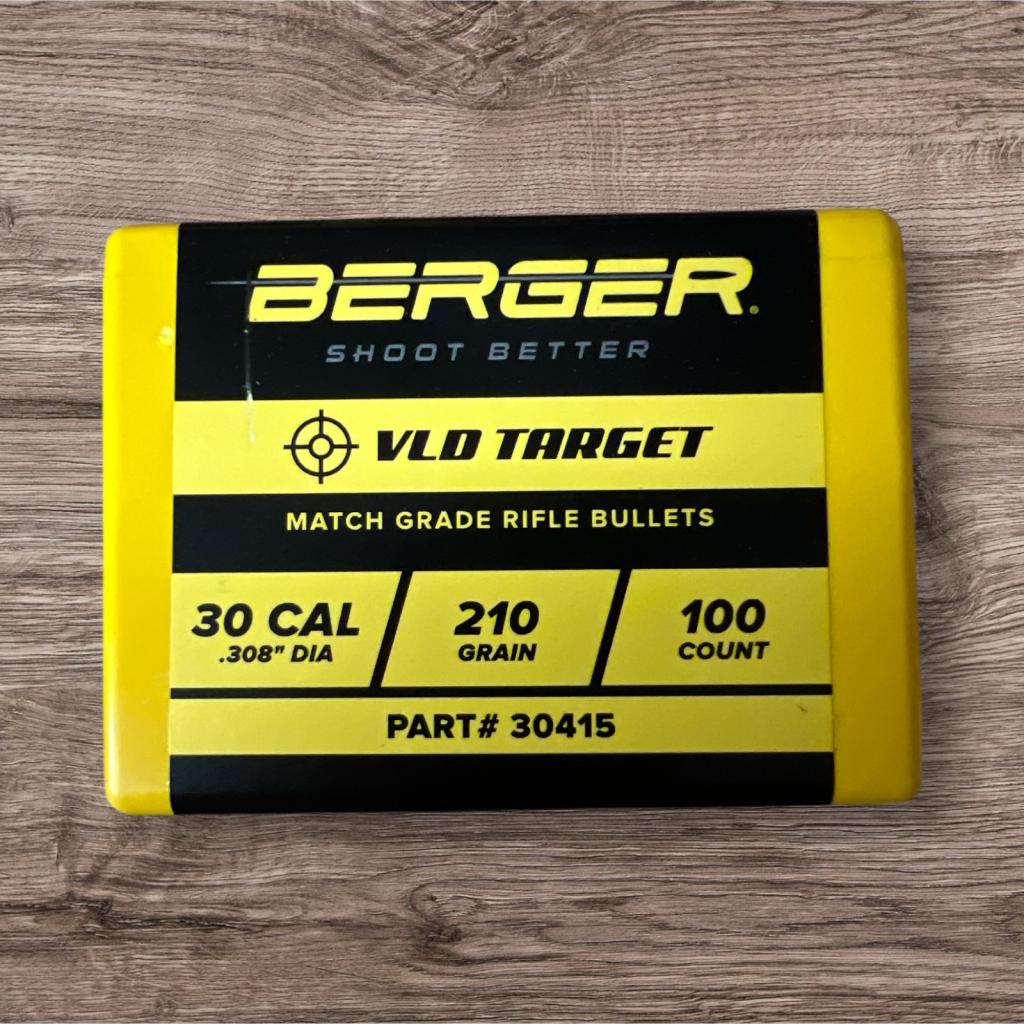 BERGER.
SHOOT BETTER
VLD TARGET
MATCH GRADE RIFLE BULLETS
30 CAL
.308" DIA
210
GRAIN
100
COUNT
PART# 30415